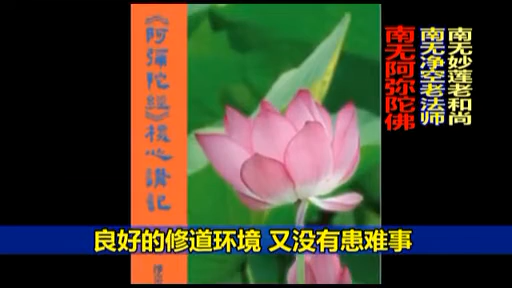 《阿彌陀經》核心講記
南无妙莲老和尚
南无净空老法师
南无阿弥陀佛
良好的修道环境 又没有患难事